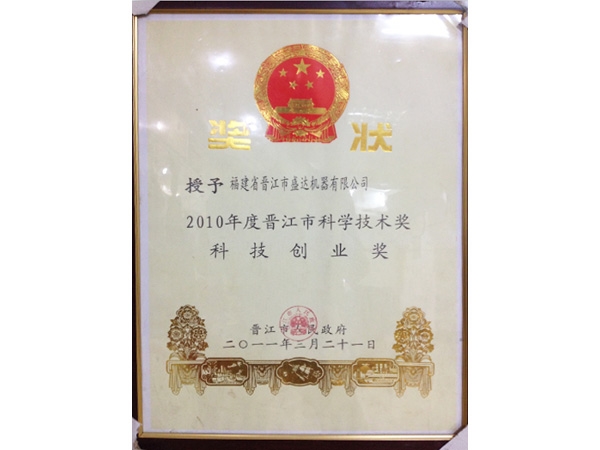 奖状
授予 福建省晋江市盛达机器有限公司
2010年度晋江市科学技术奖
科技创业奖
晋江市人民政府
二〇一一年三月二十一日